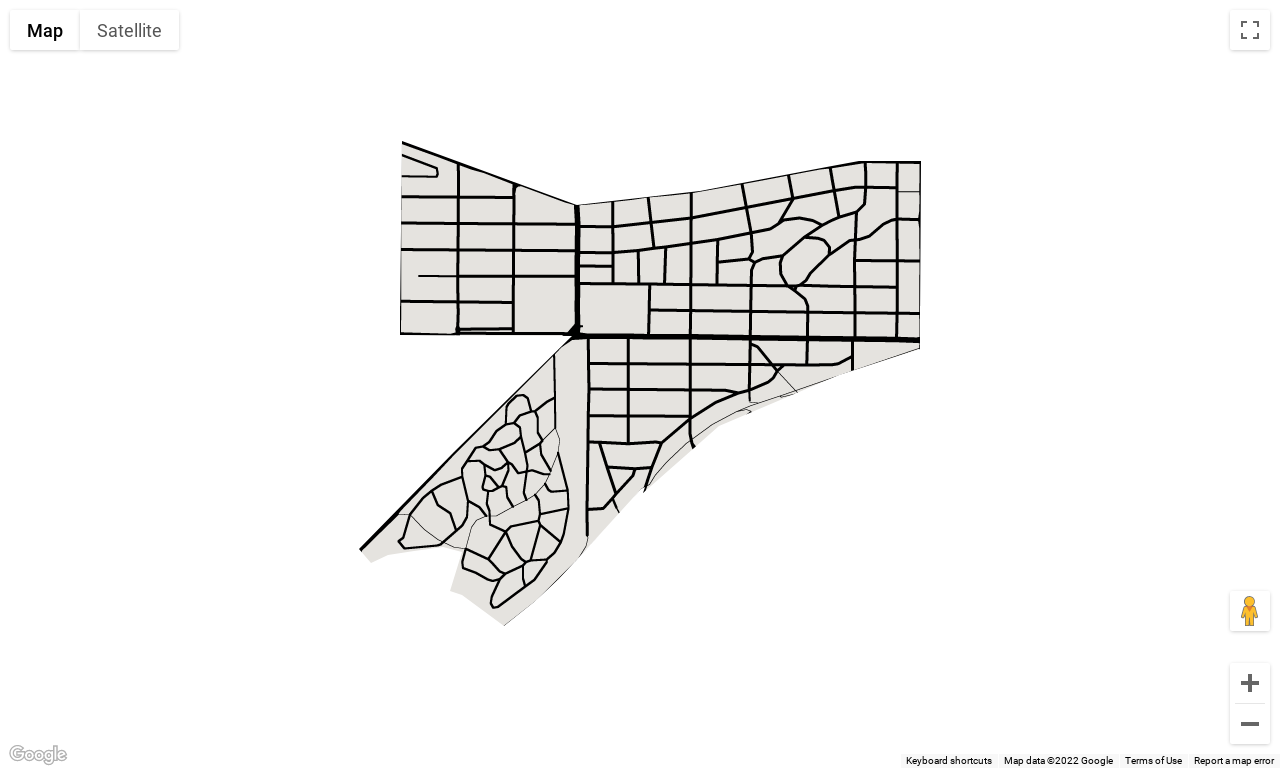 Map Satellite
Google
Keyboard shortcuts Map data ©2022 Google Terms of Use Report a map error